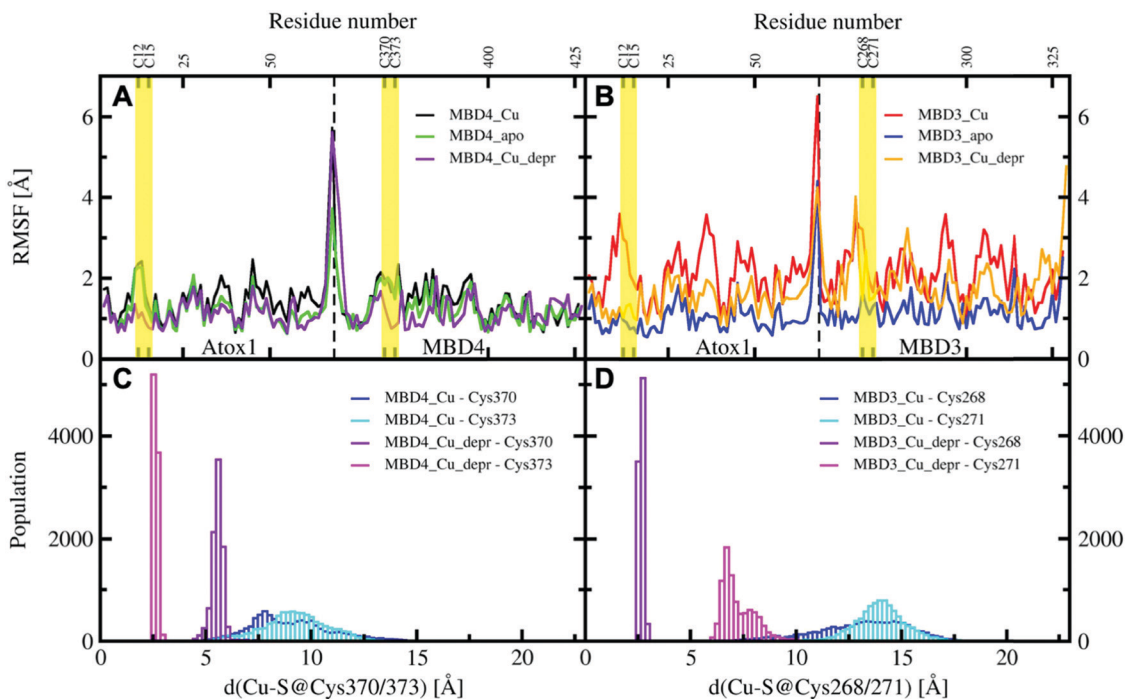 Residue number Residue number
C12 C15 25 50 C370 C373 400 425 C12 C15 25 50 C268 C271 300 325
A B
MBD4_Cu MBD3_Cu
MBD4_apo MBD3_apo
MBD4_Cu_depr MBD3_Cu_depr
RMSF [Å]
6 6
4 4
2 2
0 0
Atox1 MBD4 Atox1 MBD3
C D
MBD4_Cu - Cys370 MBD3_Cu - Cys268
MBD4_Cu - Cys373 MBD3_Cu - Cys271
MBD4_Cu_depr - Cys370 MBD3_Cu_depr - Cys268
MBD4_Cu_depr - Cys373 MBD3_Cu_depr - Cys271
Population
4000 4000
2000 2000
0 0
0 5 10 15 20 0 5 10 15 20
d(Cu-S@Cys370/373) [Å] d(Cu-S@Cys268/271) [Å]